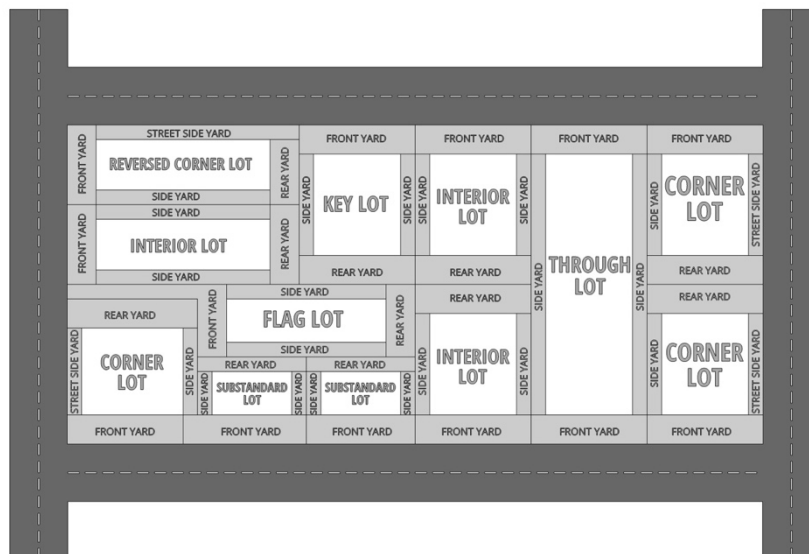 STREET SIDE YARD
FRONT YARD
REVERSED CORNER LOT
REAR YARD
SIDE YARD
FRONT YARD
SIDE YARD
KEY LOT
SIDE YARD
REAR YARD
FRONT YARD
SIDE YARD
INTERIOR
LOT
SIDE YARD
REAR YARD
FRONT YARD
SIDE YARD
THROUGH
LOT
SIDE YARD
FRONT YARD
FRONT YARD
SIDE YARD
CORNER
LOT
STREET SIDE YARD
REAR YARD
SIDE YARD
FRONT YARD
INTERIOR LOT
REAR YARD
SIDE YARD
SIDE YARD
FRONT YARD
FLAG LOT
REAR YARD
SIDE YARD
REAR YARD
STREET SIDE YARD
CORNER
LOT
SIDE YARD
FRONT YARD
REAR YARD
SIDE YARD
SUBSTANDARD
LOT
SIDE YARD
FRONT YARD
REAR YARD
SIDE YARD
SUBSTANDARD
LOT
SIDE YARD
FRONT YARD
REAR YARD
SIDE YARD
INTERIOR
LOT
SIDE YARD
FRONT YARD
REAR YARD
SIDE YARD
CORNER
LOT
STREET SIDE YARD
FRONT YARD